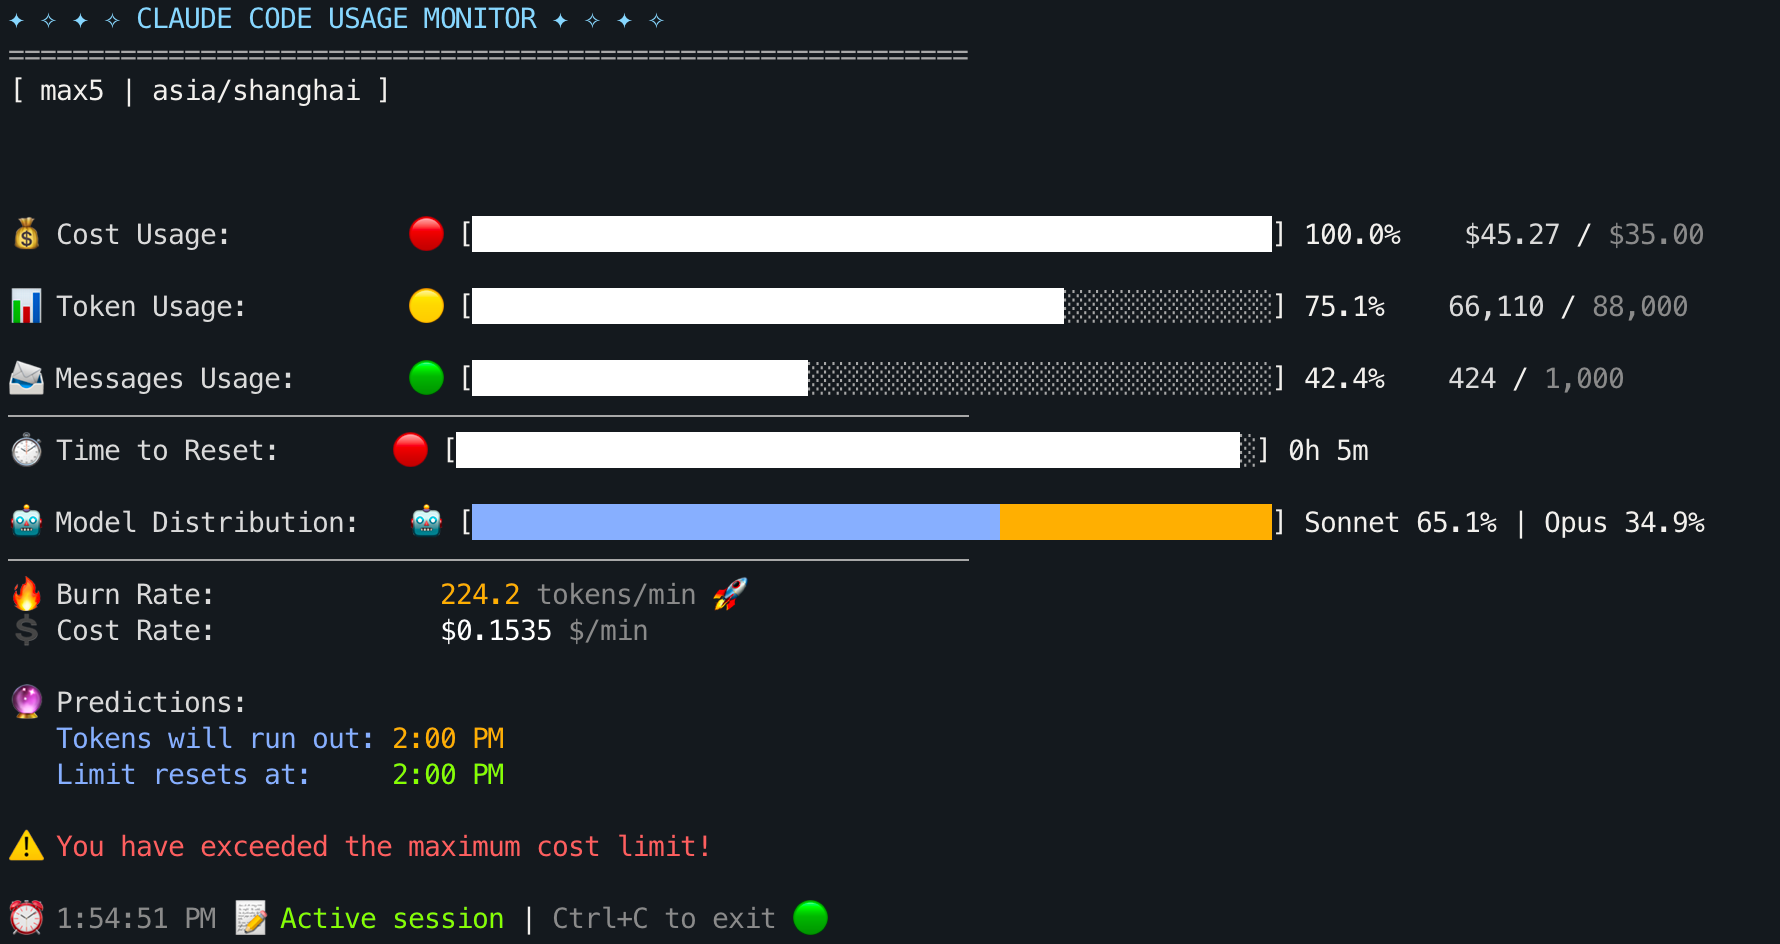 ✦ ✧ ✦ ✧ CLAUDE CODE USAGE MONITOR ✦ ✧ ✦ ✧
============================================================
[ max5 | asia/shanghai ]
💰 Cost Usage: 🔴 [] 100.0% $45.27 / $35.00
📊 Token Usage: 🟡 [░░░░░░░░░░░░░] 75.1% 66,110 / 88,000
📨 Messages Usage: 🟢 [░░░░░░░░░░░░░░░░░░░░░░░░░░░░░] 42.4% 424 / 1,000
⏱️ Time to Reset: 🔴 [░] 0h 5m
🤖 Model Distribution: 🤖 [] Sonnet 65.1% | Opus 34.9%
🔥 Burn Rate: 224.2 tokens/min 🚀
💲 Cost Rate: $0.1535 $/min
🔮 Predictions:
Tokens will run out: 2:00 PM
Limit resets at: 2:00 PM
⚠️ You have exceeded the maximum cost limit!
⏰ 1:54:51 PM 📝 Active session | Ctrl+C to exit 🟢